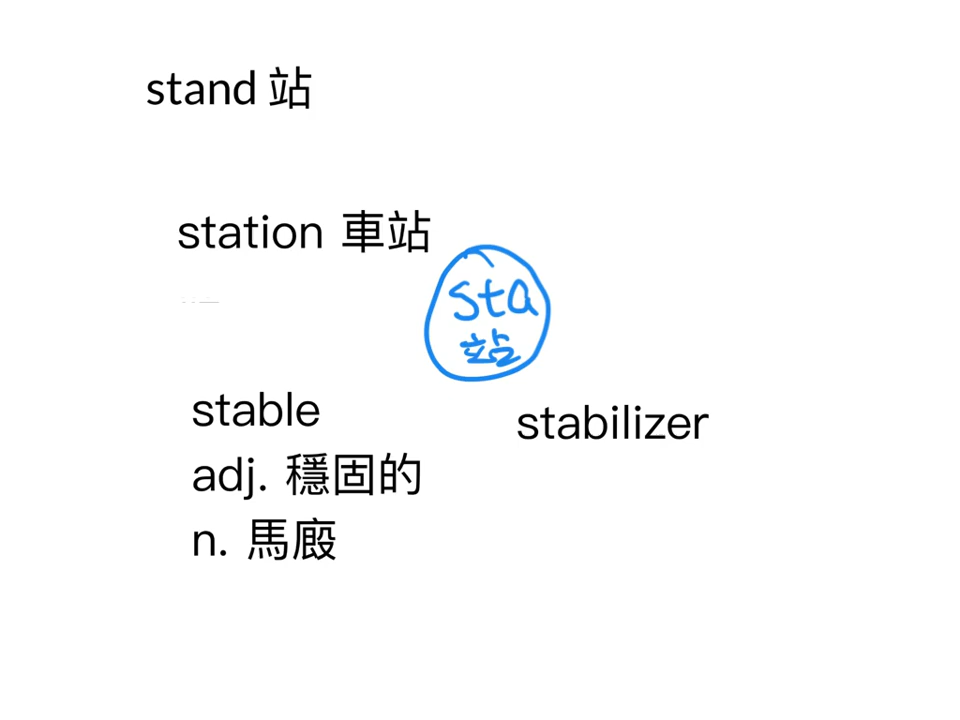 stand 站
station 車站
sta
站
stable
adj. 穩固的
n. 馬廄
stabilizer